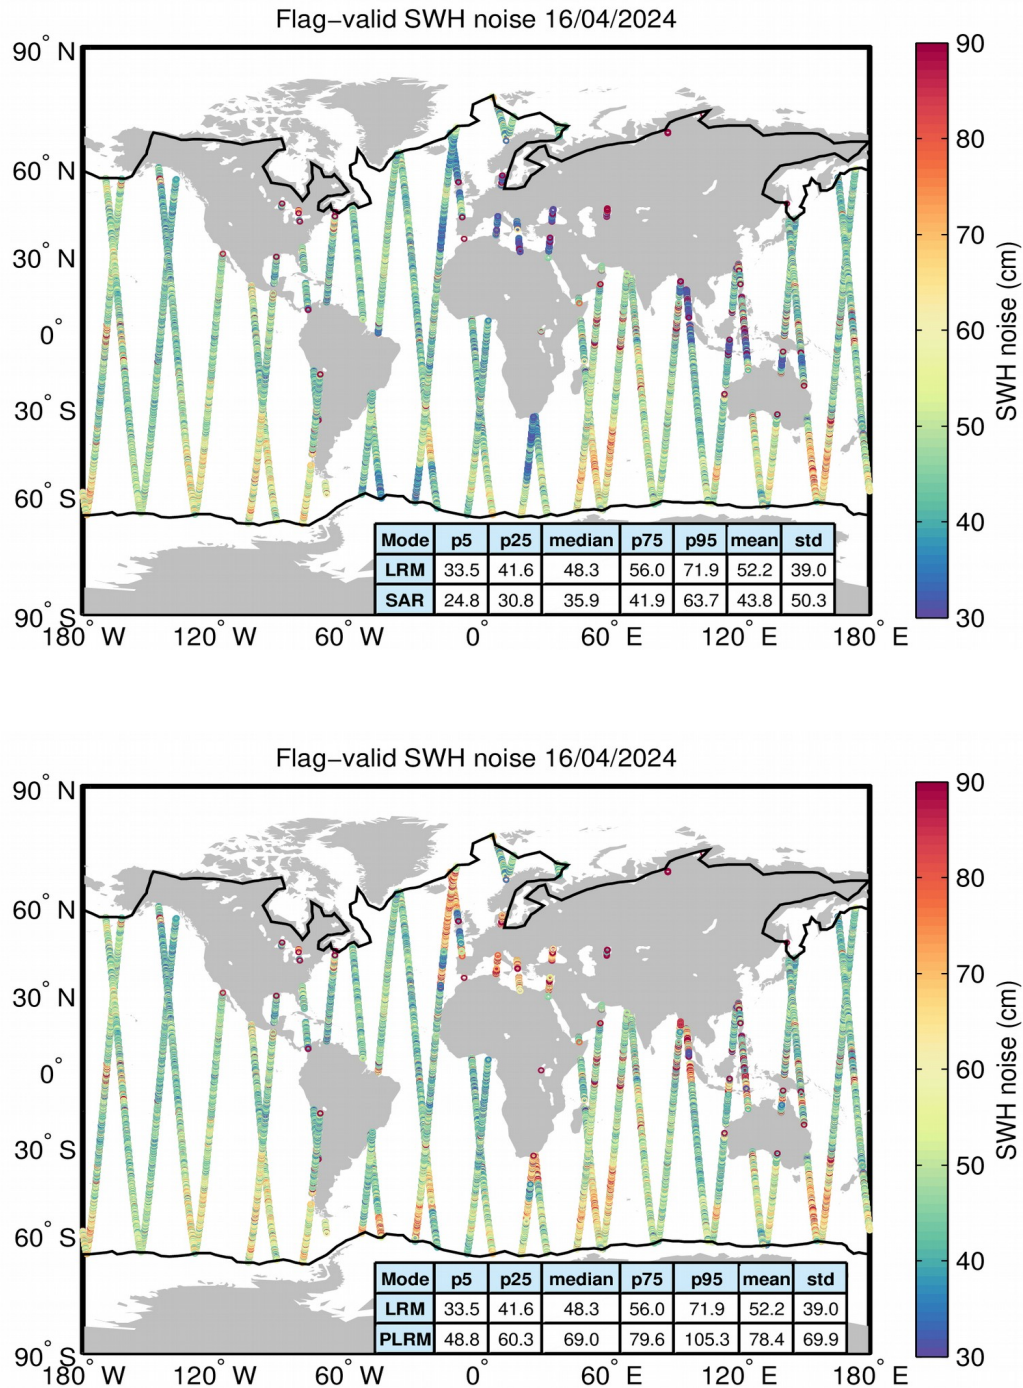 Flag−valid SWH noise 16/04/2024
90° N
60° N
30° N
0°
30° S
60° S
90° S
180° W 120° W 60° W 0° 60° E 120° E 180° E
90
80
70
60
50
40
30
SWH noise (cm)
Mode p5 p25 median p75 p95 mean std
LRM 33.5 41.6 48.3 56.0 71.9 52.2 39.0
SAR 24.8 30.8 35.9 41.9 63.7 43.8 50.3
Flag−valid SWH noise 16/04/2024
90° N
60° N
30° N
0°
30° S
60° S
90° S
180° W 120° W 60° W 0° 60° E 120° E 180° E
90
80
70
60
50
40
30
SWH noise (cm)
Mode p5 p25 median p75 p95 mean std
LRM 33.5 41.6 48.3 56.0 71.9 52.2 39.0
PLRM 48.8 60.3 69.0 79.6 105.3 78.4 69.9